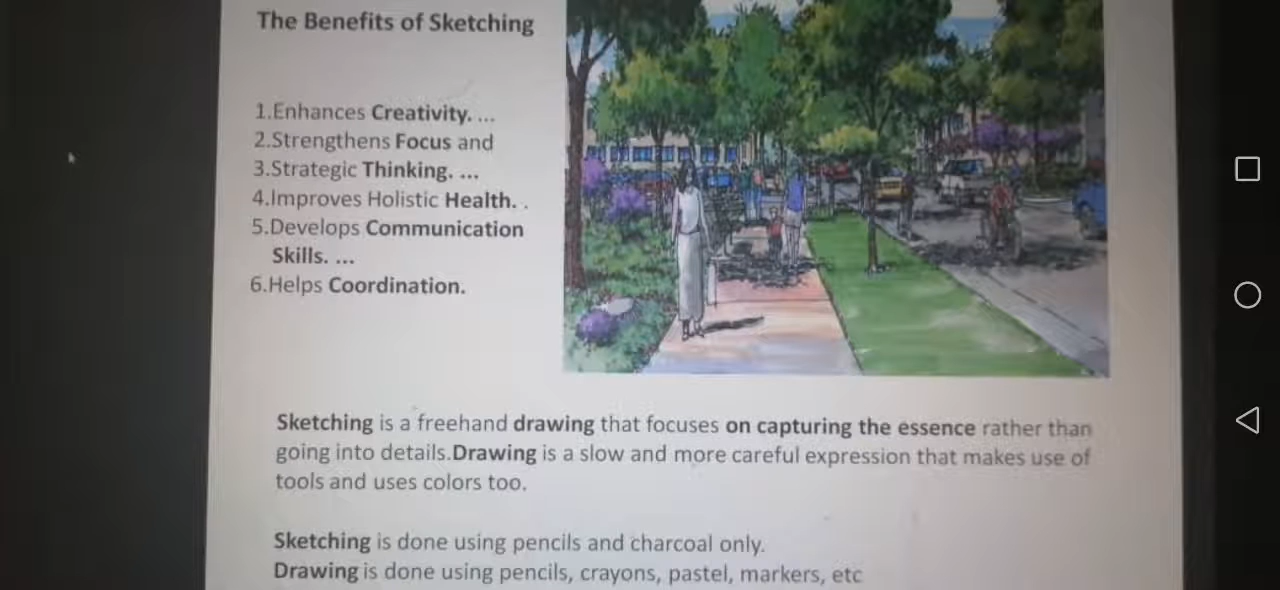 The Benefits of Sketching
1.Enhances Creativity. ...
2.Strengthens Focus and
3.Strategic Thinking. ...
4.Improves Holistic Health. .
5.Develops Communication
Skills. ...
6.Helps Coordination.
Sketching is a freehand drawing that focuses on capturing the essence rather than
going into details.Drawing is a slow and more careful expression that makes use of
tools and uses colors too.
Sketching is done using pencils and charcoal only.
Drawing is done using pencils, crayons, pastel, markers, etc